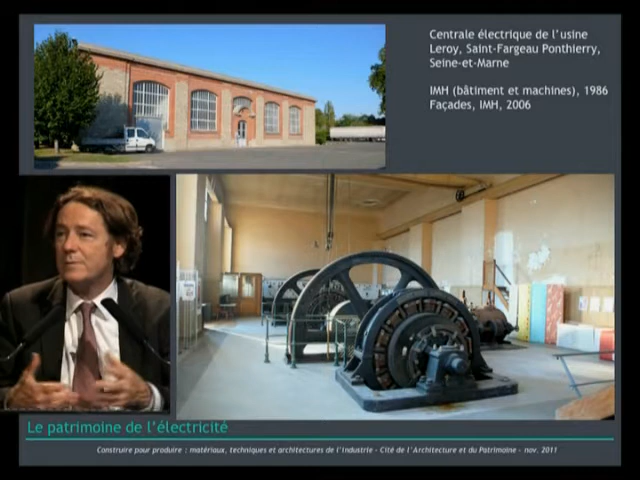 Centrale électrique de l'usine
Leroy, Saint-Fargeau Ponthierry,
Seine-et-Marne
IMH (bâtiment et machines), 1986
Façades, IMH, 2006
Le patrimoine de l'électricité
Construire pour produire : matériaux, techniques et architectures de l'industrie - Cité de l'Architecture et du Patrimoine - nov. 2011